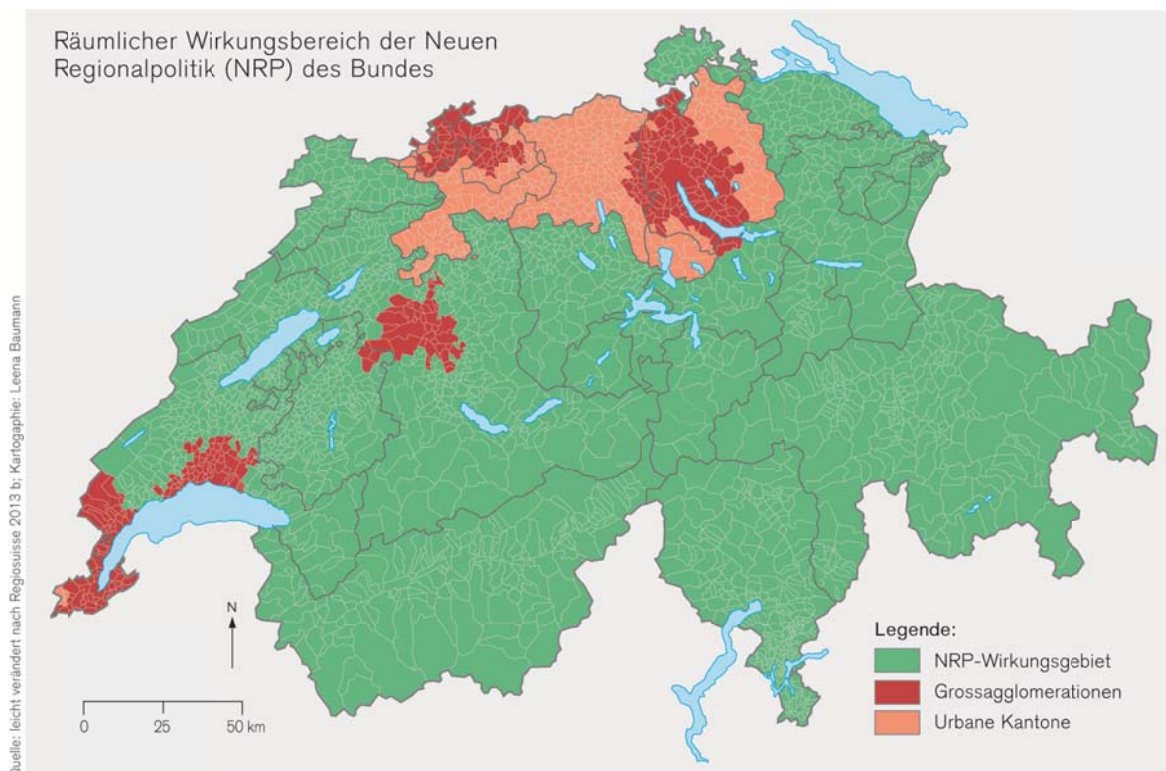 Räumlicher Wirkungsbereich der Neuen
Regionalpolitik (NRP) des Bundes
Quelle: leicht verändert nach Regiosuisse 2013 b; Kartogaphie: Leena Baumann
N
0 25 50 km
Legende:
NRP-Wirkungsgebiet
Grossagglomerationen
Urbane Kantone